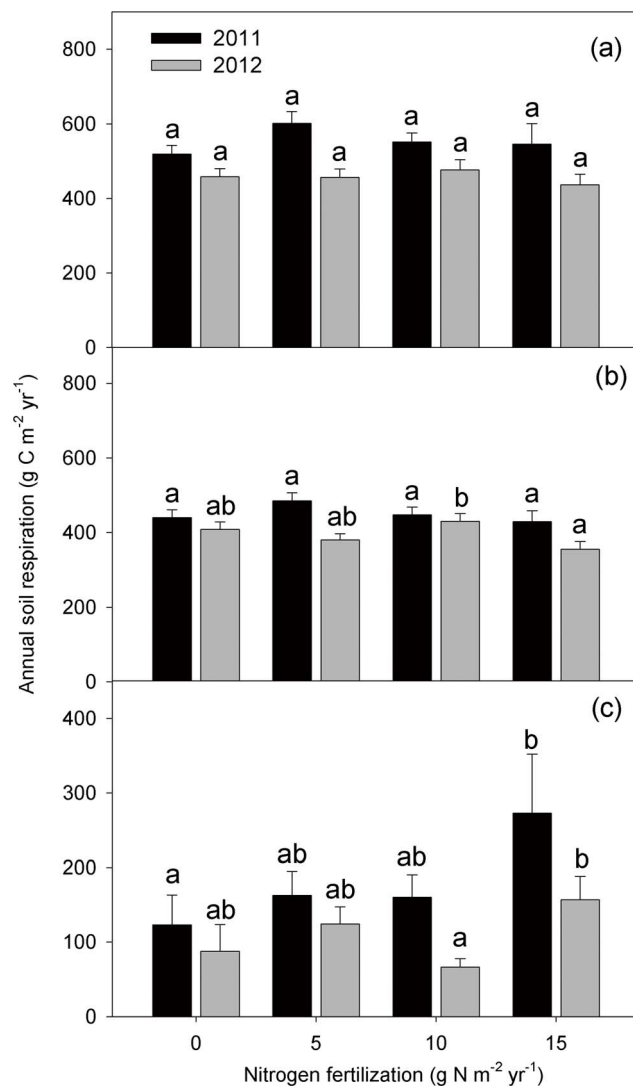 2011
2012
(a)
800
600
400
200
0
a a a a a a a a
(b)
800
600
400
200
0
a ab a ab a b a a
(c)
400
300
200
100
0
a ab ab ab ab a b b
0 5 10 15
Annual soil respiration (g C m⁻² yr⁻¹)
Nitrogen fertilization (g N m⁻² yr⁻¹)